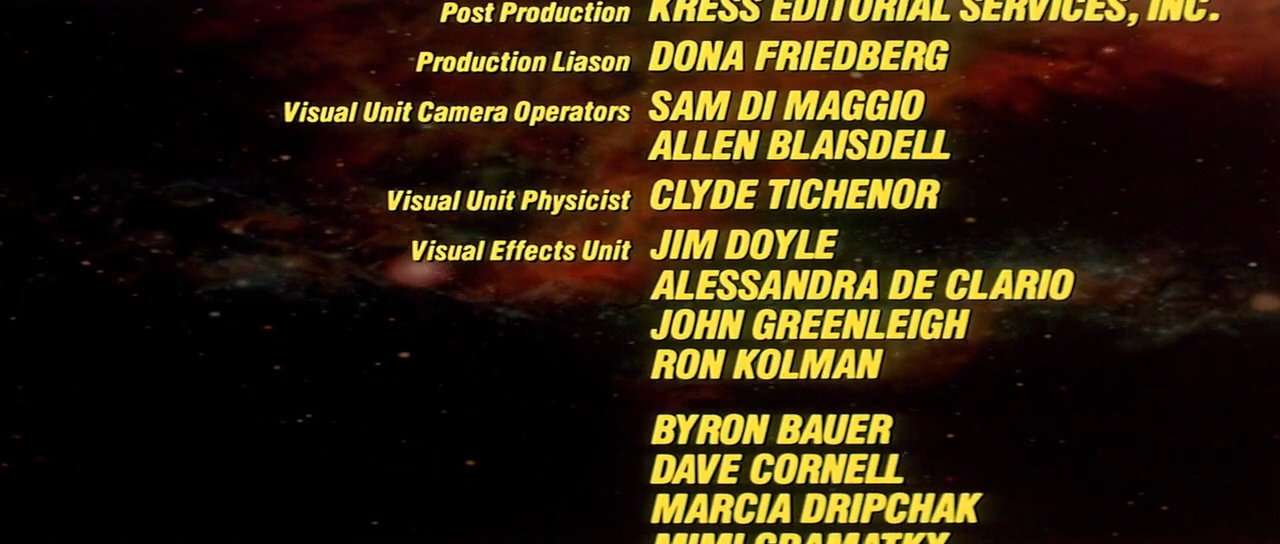 Post Production KRESS EDITORIAL SERVICES, INC.
Production Liason DONA FRIEDBERG
Visual Unit Camera Operators SAM DI MAGGIO
ALLEN BLAISDELL
Visual Unit Physicist CLYDE TICHENOR
Visual Effects Unit JIM DOYLE
ALESSANDRA DE CLARIO
JOHN GREENLEIGH
RON KOLMAN
BYRON BAUER
DAVE CORNELL
MARCIA DRIPCHAK
MIMI GRAMATKY